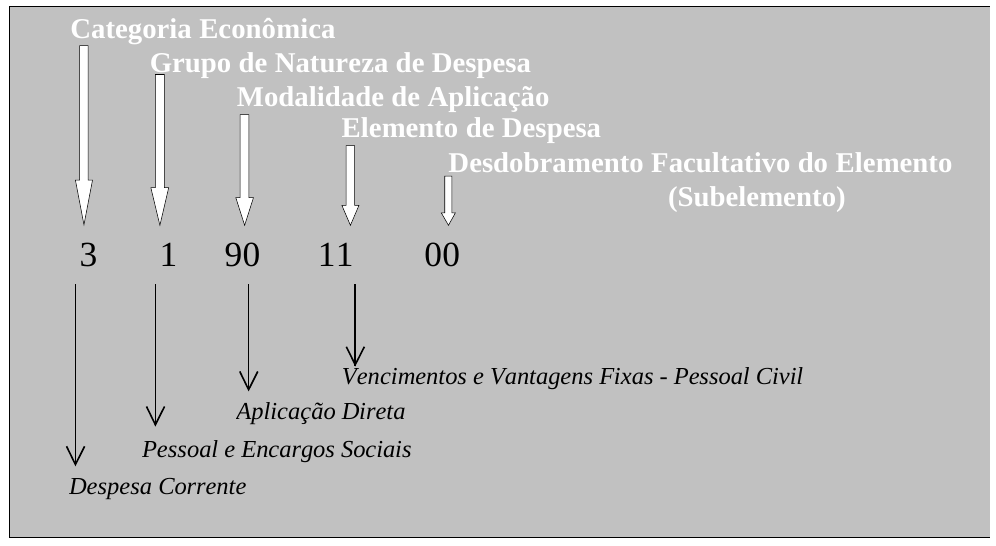 Categoria Econômica
Grupo de Natureza de Despesa
Modalidade de Aplicação
Elemento de Despesa
Desdobramento Facultativo do Elemento
(Subelemento)
3 1 90 11 00
Vencimentos e Vantagens Fixas - Pessoal Civil
Aplicação Direta
Pessoal e Encargos Sociais
Despesa Corrente